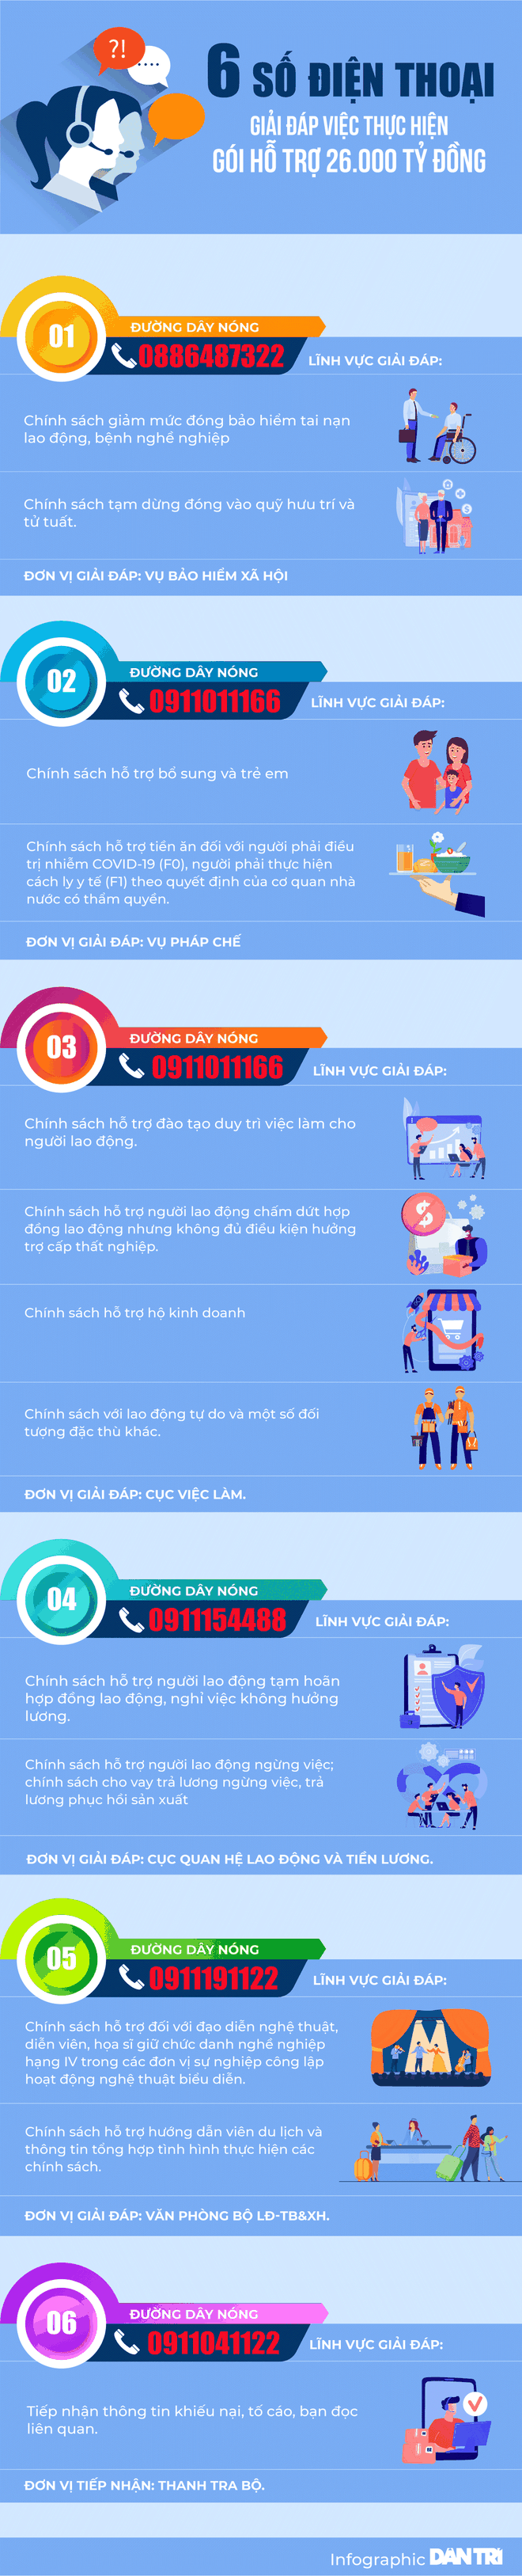 ?!
6 SỐ ĐIỆN THOẠI
GIẢI ĐÁP VIỆC THỰC HIỆN
GÓI HỖ TRỢ 26.000 TỶ ĐỒNG
01
ĐƯỜNG DÂY NÓNG
0886487322
LĨNH VỰC GIẢI ĐÁP:
Chính sách giảm mức đóng bảo hiểm tai nạn
lao động, bệnh nghề nghiệp
Chính sách tạm dừng đóng vào quỹ hưu trí và
tử tuất.
ĐƠN VỊ GIẢI ĐÁP: VỤ BẢO HIỂM XÃ HỘI
02
ĐƯỜNG DÂY NÓNG
0911011166
LĨNH VỰC GIẢI ĐÁP:
Chính sách hỗ trợ bổ sung và trẻ em
Chính sách hỗ trợ tiền ăn đối với người phải điều
trị nhiễm COVID-19 (F0), người phải thực hiện
cách ly y tế (F1) theo quyết định của cơ quan nhà
nước có thẩm quyền.
ĐƠN VỊ GIẢI ĐÁP: VỤ PHÁP CHẾ
03
ĐƯỜNG DÂY NÓNG
0911011166
LĨNH VỰC GIẢI ĐÁP:
Chính sách hỗ trợ đào tạo duy trì việc làm cho
người lao động.
Chính sách hỗ trợ người lao động chấm dứt hợp
đồng lao động nhưng không đủ điều kiện hưởng
trợ cấp thất nghiệp.
Chính sách hỗ trợ hộ kinh doanh
Chính sách với lao động tự do và một số đối
tượng đặc thù khác.
ĐƠN VỊ GIẢI ĐÁP: CỤC VIỆC LÀM.
04
ĐƯỜNG DÂY NÓNG
0911154488
LĨNH VỰC GIẢI ĐÁP:
Chính sách hỗ trợ người lao động tạm hoãn
hợp đồng lao động, nghỉ việc không hưởng
lương.
Chính sách hỗ trợ người lao động ngừng việc;
chính sách cho vay trả lương ngừng việc, trả
lương phục hồi sản xuất
ĐƠN VỊ GIẢI ĐÁP: CỤC QUAN HỆ LAO ĐỘNG VÀ TIỀN LƯƠNG.
05
ĐƯỜNG DÂY NÓNG
0911191122
LĨNH VỰC GIẢI ĐÁP:
Chính sách hỗ trợ đối với đạo diễn nghệ thuật,
diễn viên, họa sĩ giữ chức danh nghề nghiệp
hạng IV trong các đơn vị sự nghiệp công lập
hoạt động nghệ thuật biểu diễn.
Chính sách hỗ trợ hướng dẫn viên du lịch và
thông tin tổng hợp tình hình thực hiện các
chính sách.
ĐƠN VỊ GIẢI ĐÁP: VĂN PHÒNG BỘ LĐ-TB&XH.
06
ĐƯỜNG DÂY NÓNG
0911041122
LĨNH VỰC GIẢI ĐÁP:
Tiếp nhận thông tin khiếu nại, tố cáo, bạn đọc
liên quan.
ĐƠN VỊ TIẾP NHẬN: THANH TRA BỘ.
Infographic DÂN TRÍ